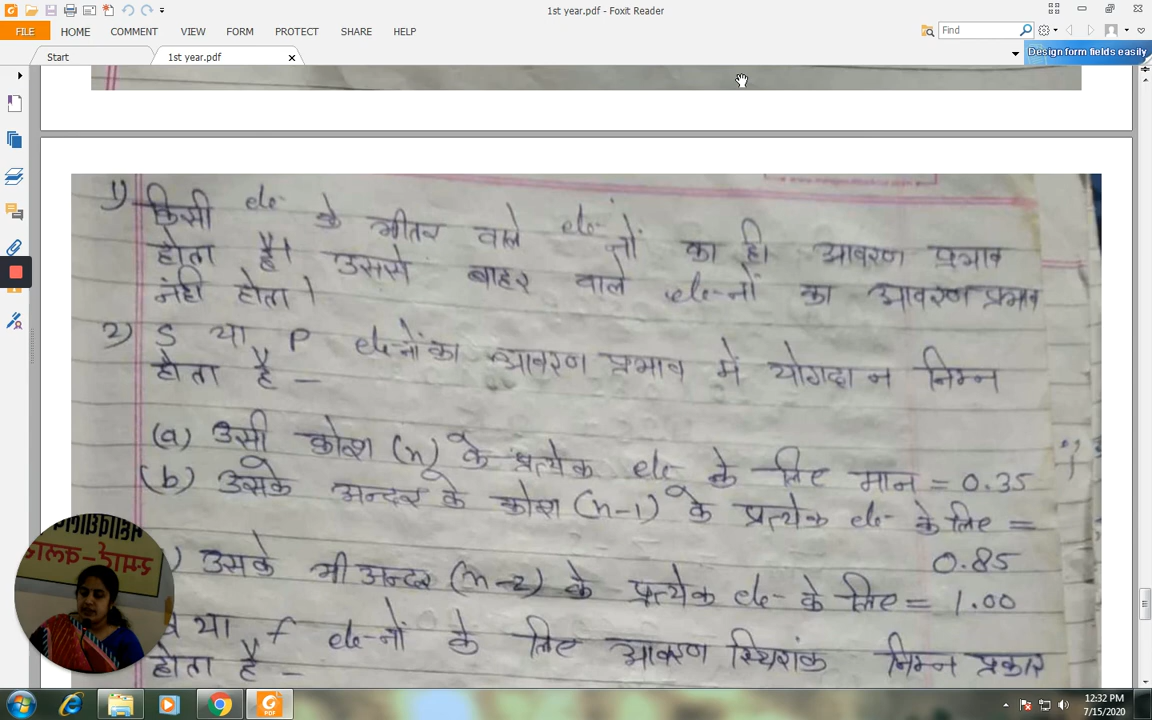 1st year.pdf - Foxit Reader
FILE HOME COMMENT VIEW FORM PROTECT SHARE HELP
Find
Start 1st year.pdf
Design form fields easily
1) किसी ele- के भीतर वाले ele-नों का ही आवरण प्रभाव
होता है। उससे बाहर वाले ele-नों का आवरण प्रभाव
नंही होता।
2) S या P ele-नों का आवरण प्रभाव में योगदान निम्न
होता है –
(a) उसी कोश (n) के प्रत्येक ele- के लिए मान = 0.35
(b) उसके अन्दर के कोश (n-1) के प्रत्येक ele- के लिए =
0.85
) उसके भी अन्दर (n-2) के प्रत्येक ele- के लिए = 1.00
या f ele-नों के लिए आवरण स्थिरांक निम्न प्रकार
होता है –
12:32 PM
7/15/2020